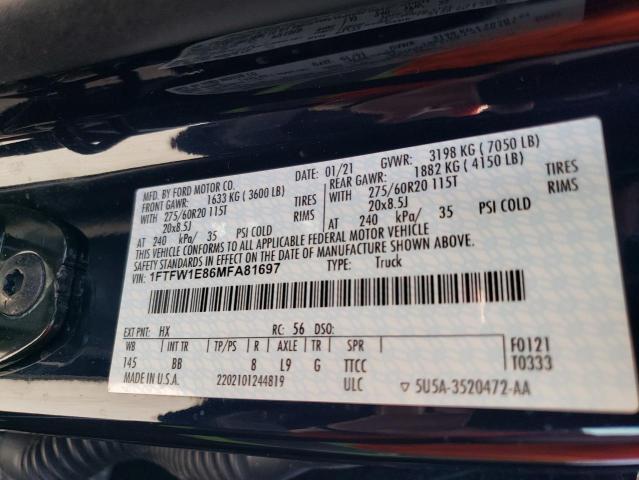 MFD. BY FORD MOTOR CO.
DATE: 01/21 GVWR: 3198 KG ( 7050 LB)
FRONT GAWR: 1633 KG ( 3600 LB) REAR GAWR: 1882 KG ( 4150 LB)
WITH 275/60R20 115T TIRES WITH 275/60R20 115T TIRES
20x8.5J RIMS 20x8.5J RIMS
AT 240 kPa/ 35 PSI COLD AT 240 kPa/ 35 PSI COLD
THIS VEHICLE CONFORMS TO ALL APPLICABLE FEDERAL MOTOR VEHICLE
SAFETY STANDARDS IN EFFECT ON THE DATE OF MANUFACTURE SHOWN ABOVE.
VIN: 1FTFW1E86MFA81697 TYPE: Truck
EXT PNT: HX RC: 56 DSO: F0121
WB INT TR TP/PS R AXLE TR SPR T0333
145 BB 8 L9 G TTCC
MADE IN U.S.A. 2202101244819 ULC 5U5A-3520472-AA